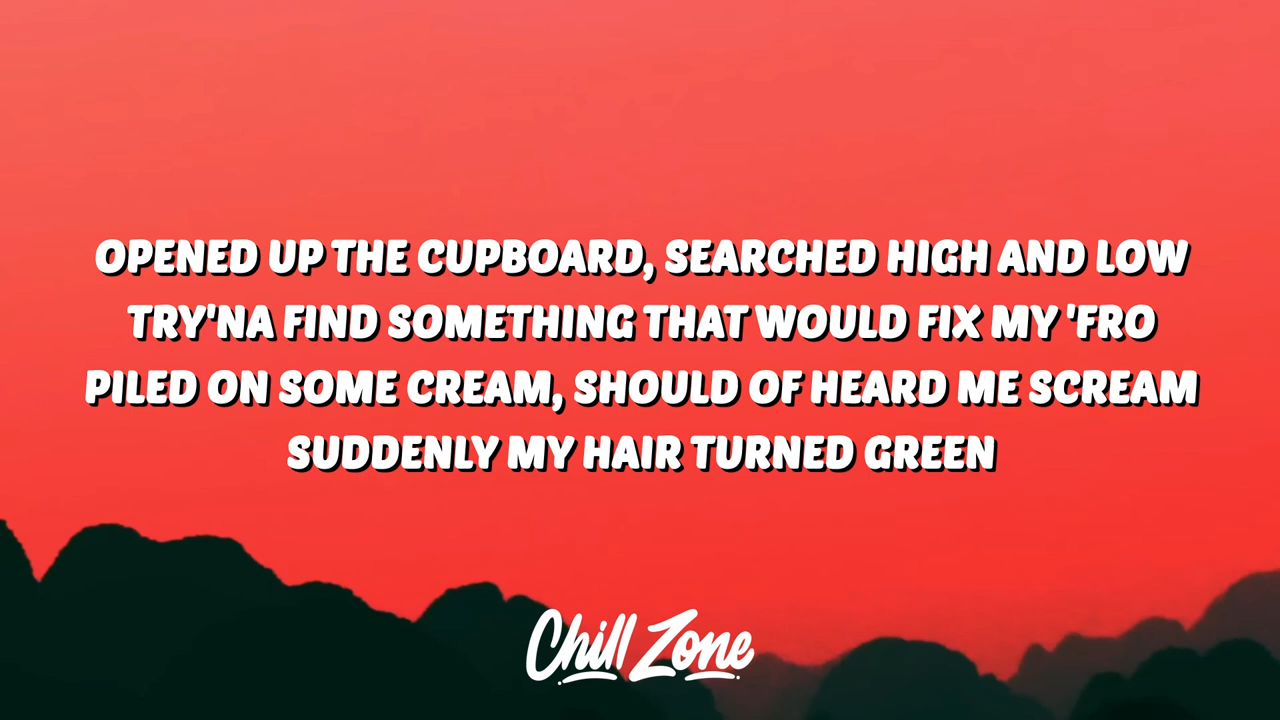 OPENED UP THE CUPBOARD, SEARCHED HIGH AND LOW
TRY'NA FIND SOMETHING THAT WOULD FIX MY 'FRO
PILED ON SOME CREAM, SHOULD OF HEARD ME SCREAM
SUDDENLY MY HAIR TURNED GREEN
Chill Zone